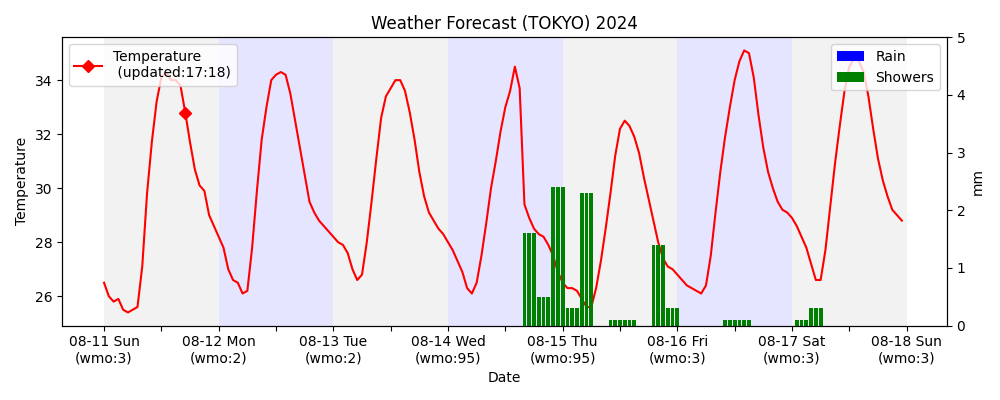 Weather Forecast (TOKYO) 2024
Temperature
(updated:17:18)
Rain
Showers
34
32
30
28
26
Temperature
5
4
3
2
1
0
mm
08-11 Sun
(wmo:3)
08-12 Mon
(wmo:2)
08-13 Tue
(wmo:2)
08-14 Wed
(wmo:95)
08-15 Thu
(wmo:95)
08-16 Fri
(wmo:3)
08-17 Sat
(wmo:3)
08-18 Sun
(wmo:3)
Date